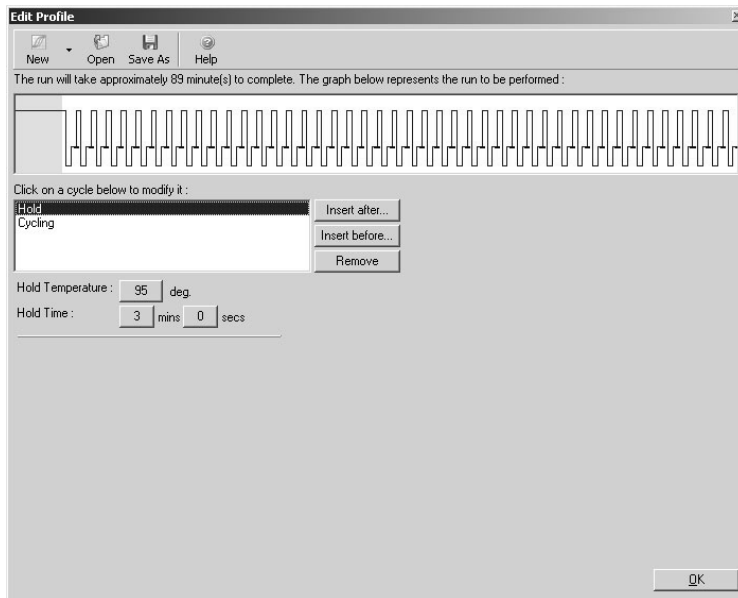 Edit Profile
New Open Save As Help
The run will take approximately 89 minute(s) to complete. The graph below represents the run to be performed :
Click on a cycle below to modify it :
Hold
Cycling
Insert after...
Insert before...
Remove
Hold Temperature : 95 deg.
Hold Time : 3 mins 0 secs
OK